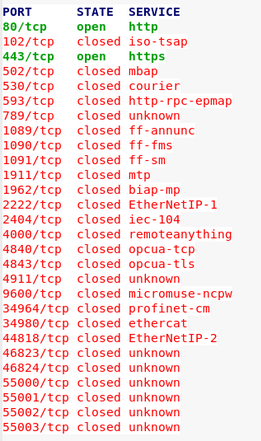 PORT STATE SERVICE
80/tcp open http
102/tcp closed iso-tsap
443/tcp open https
502/tcp closed mbap
530/tcp closed courier
593/tcp closed http-rpc-epmap
789/tcp closed unknown
1089/tcp closed ff-annunc
1090/tcp closed ff-fms
1091/tcp closed ff-sm
1911/tcp closed mtp
1962/tcp closed biap-mp
2222/tcp closed EtherNetIP-1
2404/tcp closed iec-104
4000/tcp closed remoteanything
4840/tcp closed opcua-tcp
4843/tcp closed opcua-tls
4911/tcp closed unknown
9600/tcp closed micromuse-ncpw
34964/tcp closed profinet-cm
34980/tcp closed ethercat
44818/tcp closed EtherNetIP-2
46823/tcp closed unknown
46824/tcp closed unknown
55000/tcp closed unknown
55001/tcp closed unknown
55002/tcp closed unknown
55003/tcp closed unknown